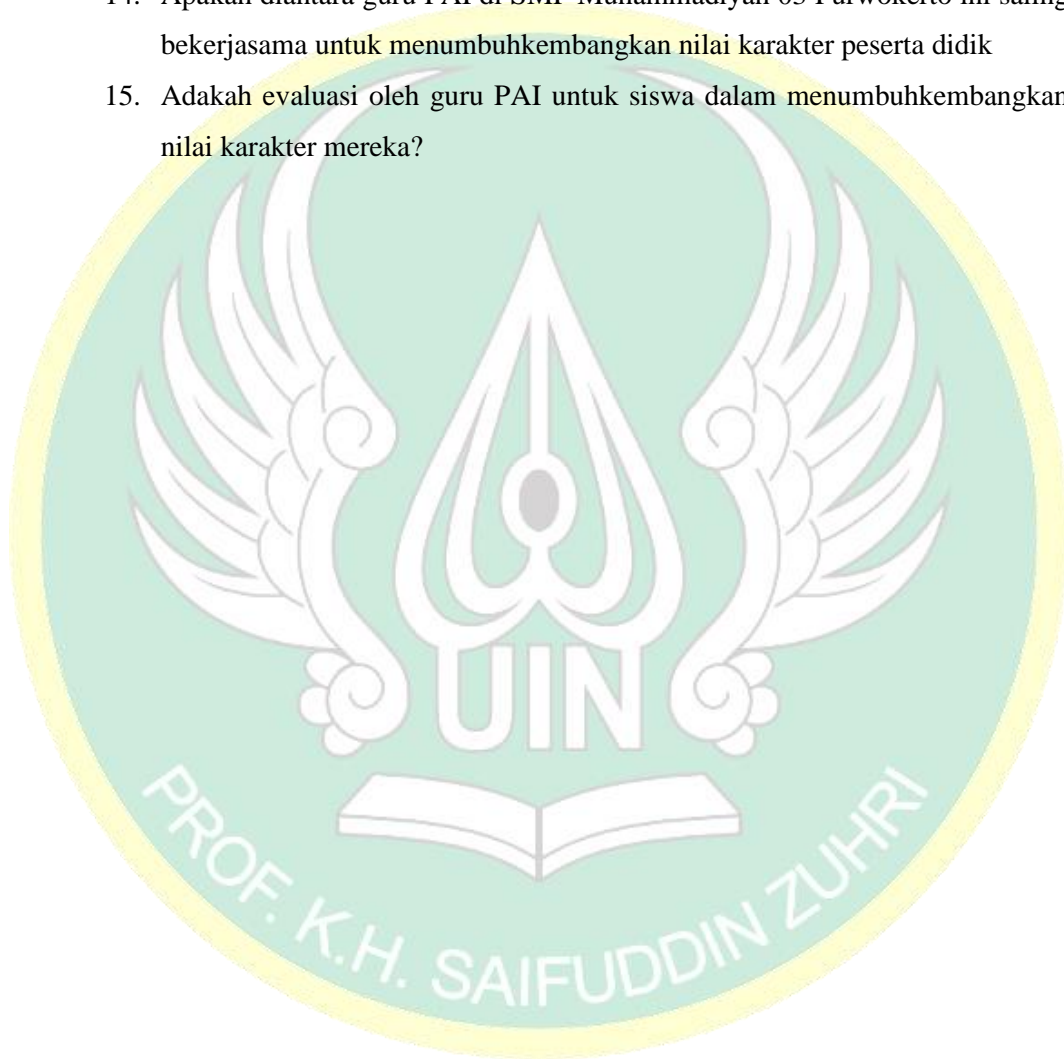 14. Apakah diantara guru PAI di SMP Muhammadiyah 03 Purwokerto ini saling
bekerjasama untuk menumbuhkembangkan nilai karakter peserta didik
15. Adakah evaluasi oleh guru PAI untuk siswa dalam menumbuhkembangkan
nilai karakter mereka?
UIN
PROF. K.H. SAIFUDDIN ZUHRI